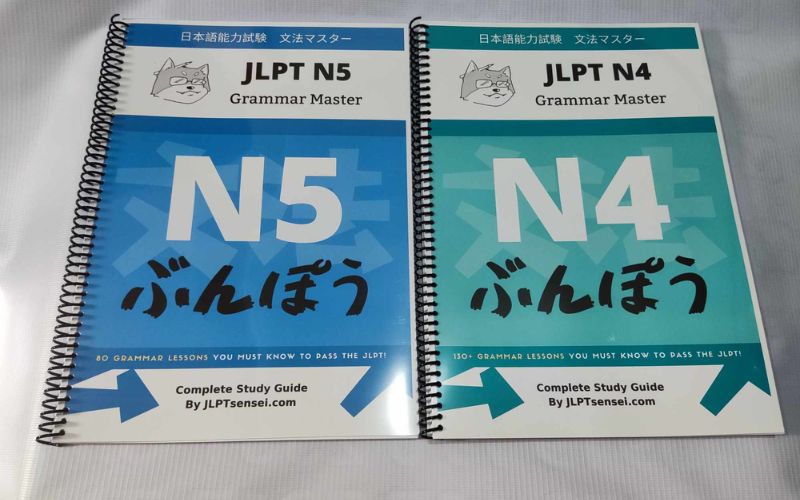 日本語能力試験 文法マスター
JLPT N5
Grammar Master
文法
N5
ぶんぽう
80 GRAMMAR LESSONS YOU MUST KNOW TO PASS THE JLPT!
Complete Study Guide
By JLPTsensei.com
日本語能力試験 文法マスター
JLPT N4
Grammar Master
文法
N4
ぶんぽう
130+ GRAMMAR LESSONS YOU MUST KNOW TO PASS THE JLPT!
Complete Study Guide
By JLPTsensei.com